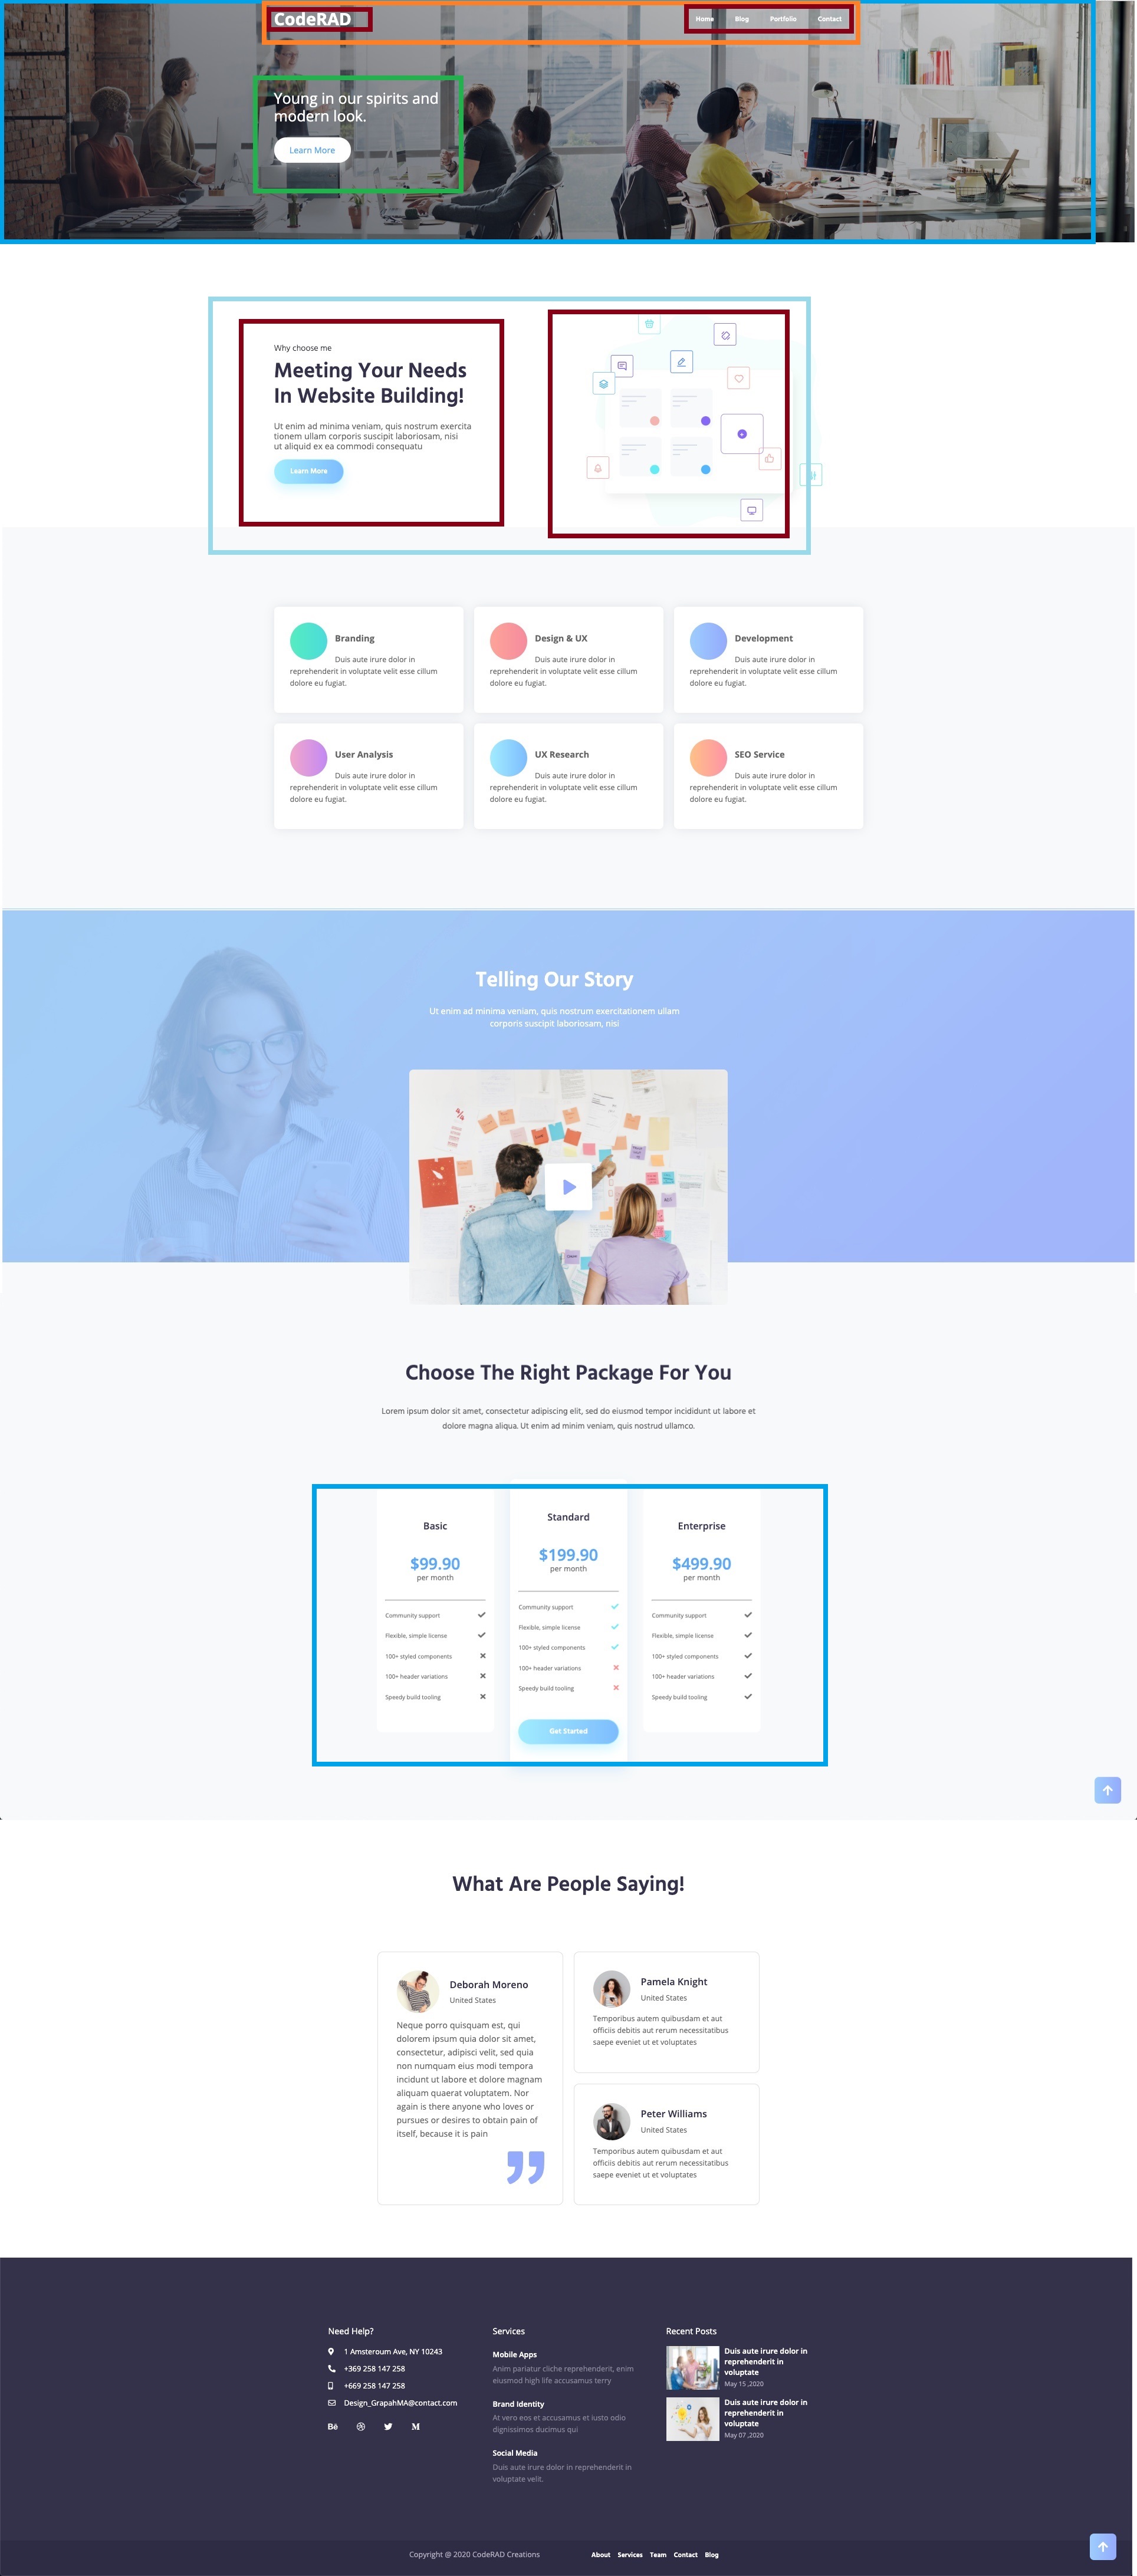 CodeRAD
Home Blog Portfolio Contact
Young in our spirits and
modern look.
Learn More
Why choose me
Meeting Your Needs
In Website Building!
Ut enim ad minima veniam, quis nostrum exercita
tionem ullam corporis suscipit laboriosam, nisi
ut aliquid ex ea commodi consequatu
Learn More
Branding
Duis aute irure dolor in
reprehenderit in voluptate velit esse cillum
dolore eu fugiat.
Design & UX
Duis aute irure dolor in
reprehenderit in voluptate velit esse cillum
dolore eu fugiat.
Development
Duis aute irure dolor in
reprehenderit in voluptate velit esse cillum
dolore eu fugiat.
User Analysis
Duis aute irure dolor in
reprehenderit in voluptate velit esse cillum
dolore eu fugiat.
UX Research
Duis aute irure dolor in
reprehenderit in voluptate velit esse cillum
dolore eu fugiat.
SEO Service
Duis aute irure dolor in
reprehenderit in voluptate velit esse cillum
dolore eu fugiat.
Telling Our Story
Ut enim ad minima veniam, quis nostrum exercitationem ullam
corporis suscipit laboriosam, nisi
Choose The Right Package For You
Lorem ipsum dolor sit amet, consectetur adipiscing elit, sed do eiusmod tempor incididunt ut labore et
dolore magna aliqua. Ut enim ad minim veniam, quis nostrud ullamco.
Basic
$99.90
per month
Community support
Flexible, simple license
100+ styled components
100+ header variations
Speedy build tooling
Standard
$199.90
per month
Community support
Flexible, simple license
100+ styled components
100+ header variations
Speedy build tooling
Get Started
Enterprise
$499.90
per month
Community support
Flexible, simple license
100+ styled components
100+ header variations
Speedy build tooling
What Are People Saying!
Deborah Moreno
United States
Neque porro quisquam est, qui
dolorem ipsum quia dolor sit amet,
consectetur, adipisci velit, sed quia
non numquam eius modi tempora
incidunt ut labore et dolore magnam
aliquam quaerat voluptatem. Nor
again is there anyone who loves or
pursues or desires to obtain pain of
itself, because it is pain
Pamela Knight
United States
Temporibus autem quibusdam et aut
officiis debitis aut rerum necessitatibus
saepe eveniet ut et voluptates
Peter Williams
United States
Temporibus autem quibusdam et aut
officiis debitis aut rerum necessitatibus
saepe eveniet ut et voluptates
Need Help?
1 Amsteroum Ave, NY 10243
+369 258 147 258
+669 258 147 258
Design_GrapahMA@contact.com
Services
Mobile Apps
Anim pariatur cliche reprehenderit, enim
eiusmod high life accusamus terry
Brand Identity
At vero eos et accusamus et iusto odio
dignissimos ducimus qui
Social Media
Duis aute irure dolor in reprehenderit in
voluptate velit.
Recent Posts
Duis aute irure dolor in
reprehenderit in
voluptate
May 15 ,2020
Duis aute irure dolor in
reprehenderit in
voluptate
May 07 ,2020
Copyright @ 2020 CodeRAD Creations
About Services Team Contact Blog